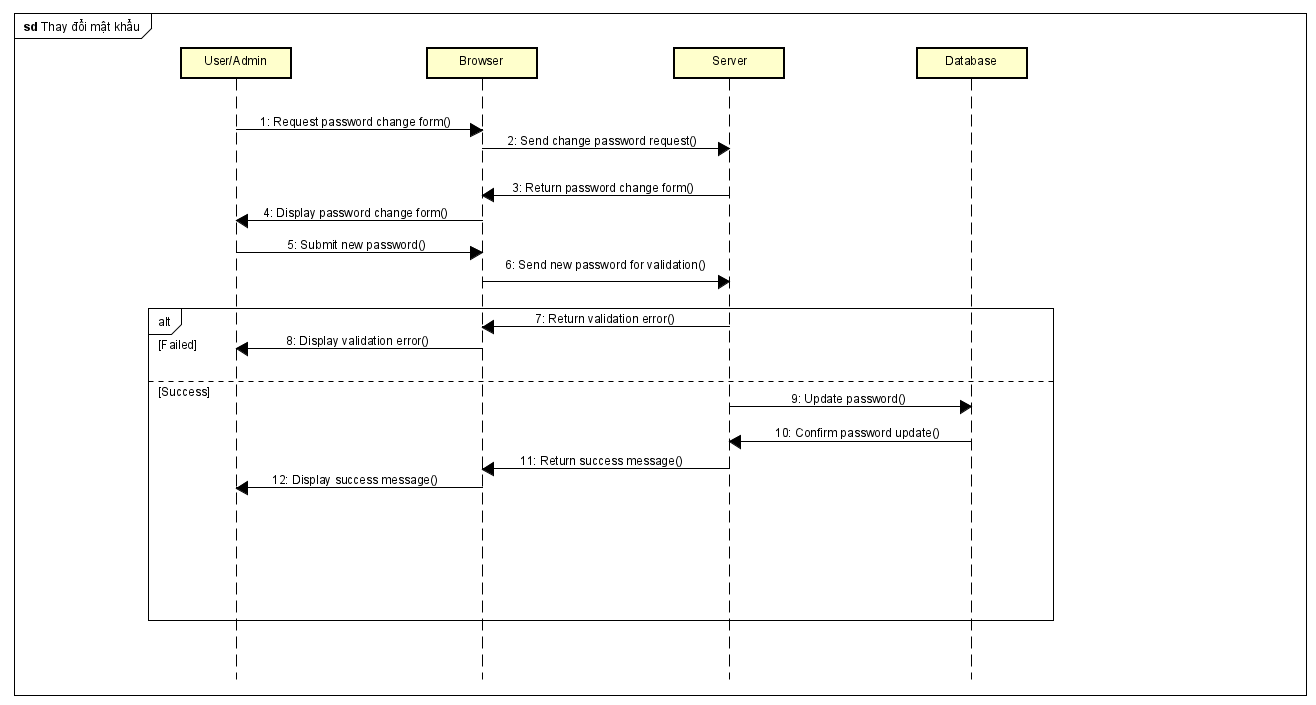 sd Thay đổi mật khẩu
User/Admin
Browser
Server
Database
1: Request password change form()
2: Send change password request()
3: Return password change form()
4: Display password change form()
5: Submit new password()
6: Send new password for validation()
alt
7: Return validation error()
[Failed]
8: Display validation error()
[Success]
9: Update password()
10: Confirm password update()
11: Return success message()
12: Display success message()